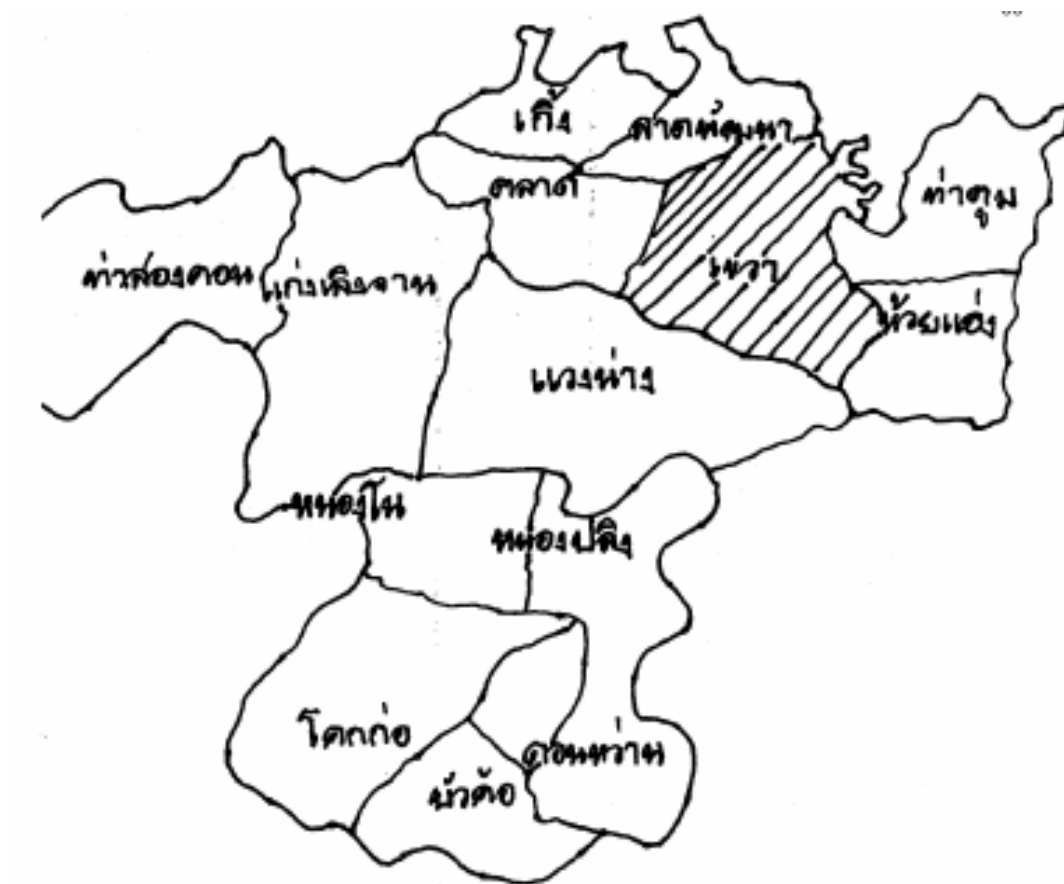 เกิ้ง
ลาดพัฒนา
ตลาด
ท่าตูม
ท่าสองคอน
แก่งเลิงจาน
เขวา
ห้วยแอ่ง
แวงน่าง
หนองโน
หนองปลิง
โคกก่อ
ดอนหว่าน
บัวค้อ